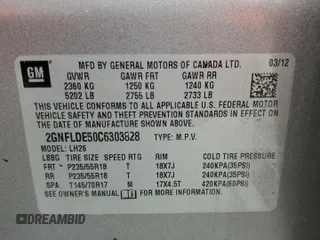 GM
MFD BY GENERAL MOTORS OF CANADA LTD.
GVWR GAWR FRT GAWR RR 03/12
2360 KG 1250 KG 1240 KG
5202 LB 2755 LB 2733 LB
THIS VEHICLE CONFORMS TO ALL APPLICABLE U.S. FEDERAL MOTOR
VEHICLE SAFETY, BUMPER, AND THEFT PREVENTION STANDARDS IN EFFECT ON
THE DATE OF MANUFACTURE SHOWN ABOVE.
2GNFLDE50C6303628 TYPE: M.P.V.
MODEL: LH26
TIRE SIZE SPEED RTG RIM COLD TIRE PRESSURE
FRT P235/55R18 T 18X7J 240KPA(35PSI)
RR P235/55R18 T 18X7J 240KPA(35PSI)
SPA T145/70R17 M 17X4.5T 420KPA(60PSI)
SEE OWNER'S MANUAL FOR ADDITIONAL INFORMATION.
DREAMBID